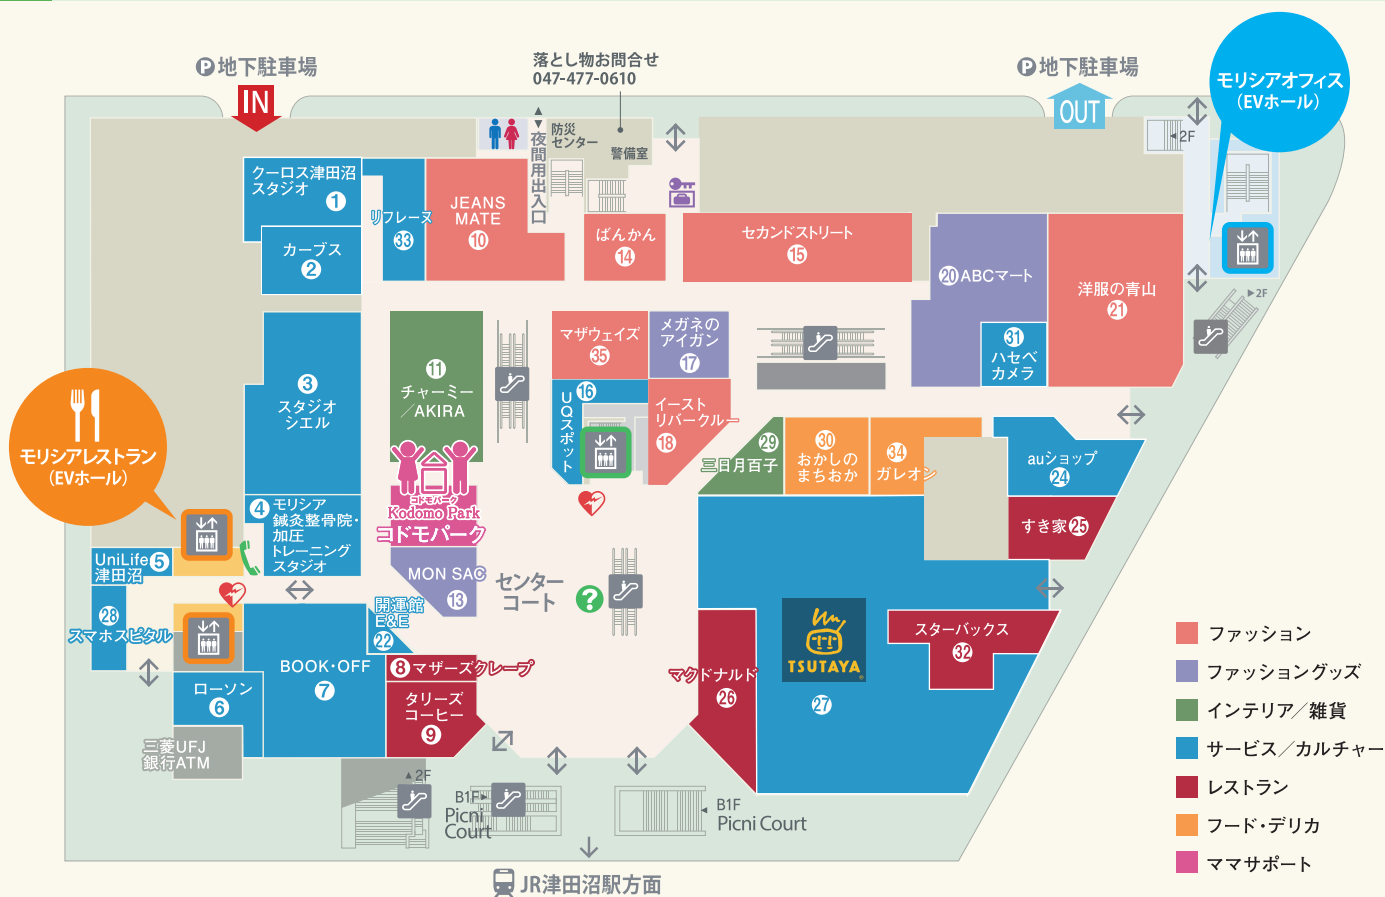 地下駐車場
IN
落とし物お問合せ
047-477-0610
地下駐車場
OUT
モリシアオフィス
(EVホール)
夜間用出入口
防災
センター
警備室
2F
クーロス津田沼
スタジオ
1
カーブス
2
リフレーヌ
33
JEANS
MATE
10
ばんかん
14
セカンドストリート
15
20 ABCマート
洋服の青山
21
31
ハセベ
カメラ
2F
スタジオ
シエル
3
11
チャーミー
／AKIRA
マザウェイズ
35
メガネの
アイガン
17
16
UQスポット
イースト
リバークルー
18
29
三日月百子
30
おかしの
まちおか
34
ガレオン
auショップ
24
すき家 25
モリシアレストラン
(EVホール)
4 モリシア
鍼灸整骨院・
加圧
トレーニング
スタジオ
コドモパーク
Kodomo Park
コドモパーク
UniLife 5
津田沼
28
スマホスピタル
MON SAC
13
センター
コート
?
開運館
E&E
22
BOOK・OFF
7
8 マザーズクレープ
タリーズ
コーヒー
9
ローソン
6
三菱UFJ
銀行ATM
マクドナルド
26
TSUTAYA
27
スターバックス
32
2F
B1F
Picni
Court
B1F
Picni Court
JR津田沼駅方面
ファッション
ファッショングッズ
インテリア／雑貨
サービス／カルチャー
レストラン
フード・デリカ
ママサポート
3
P
P